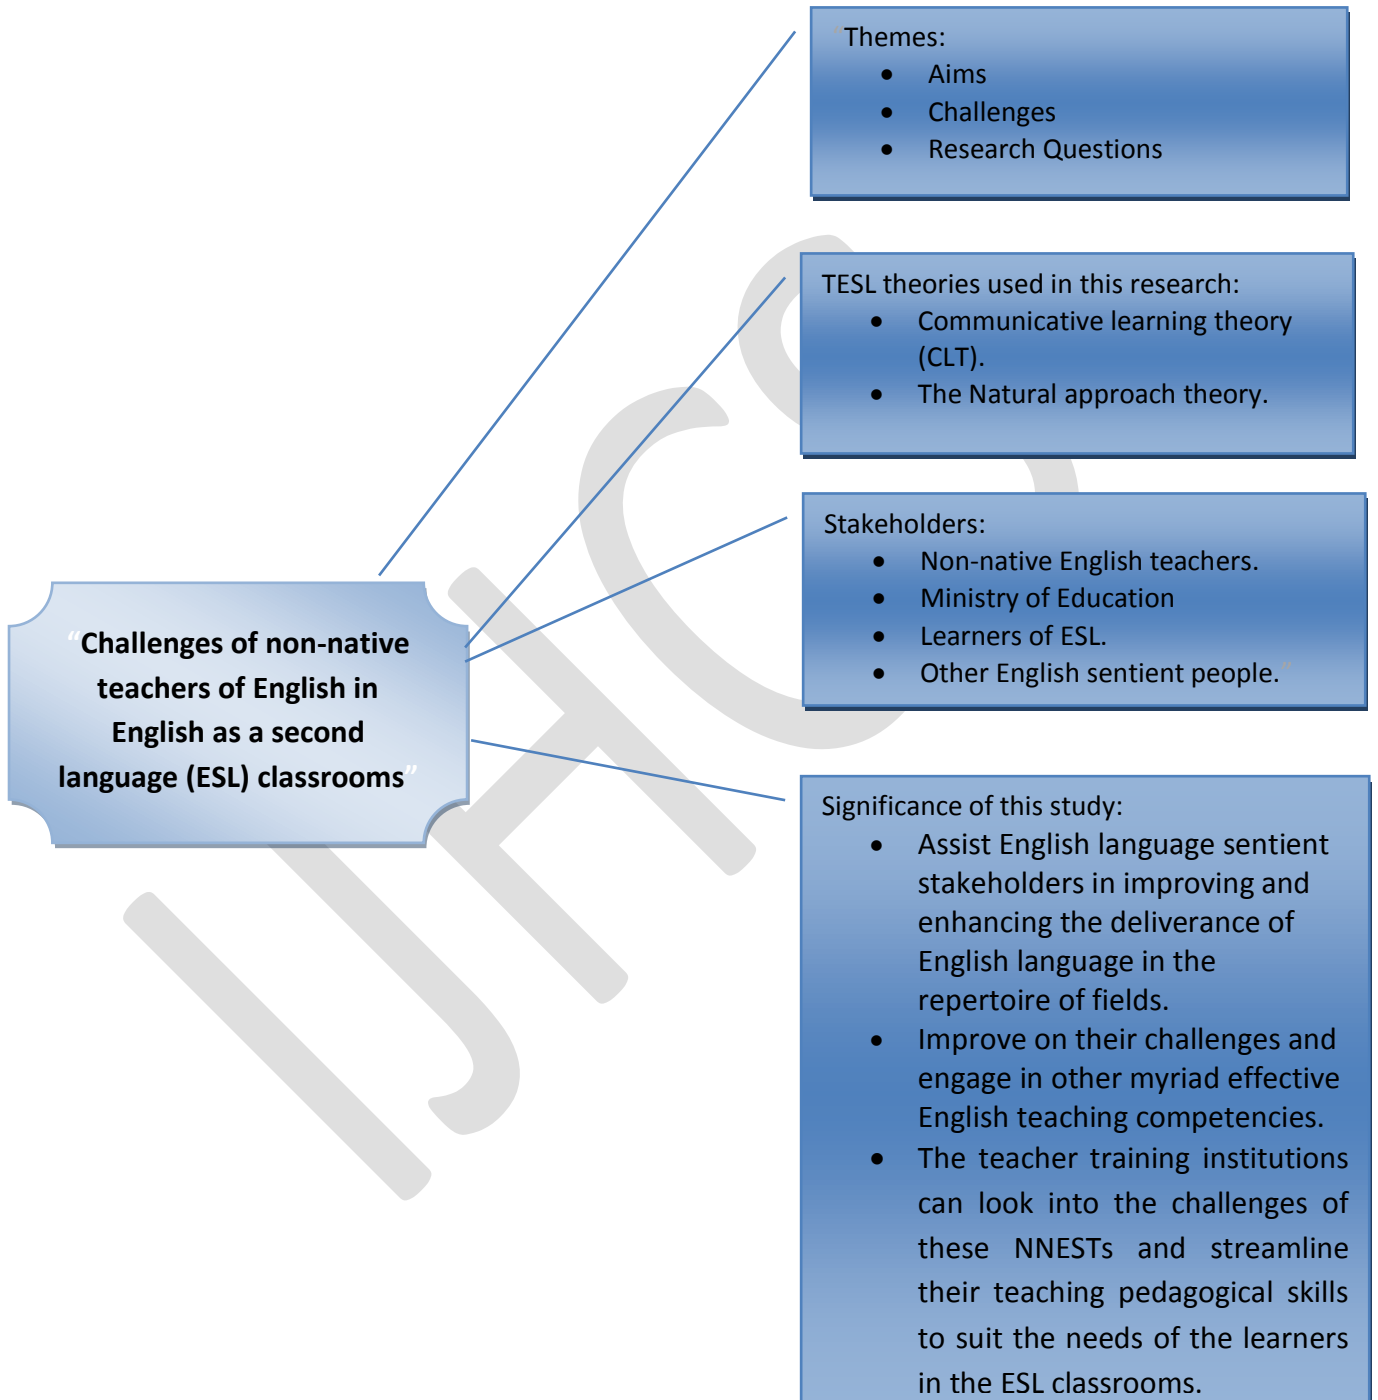 "Themes:
• Aims
• Challenges
• Research Questions
TESL theories used in this research:
• Communicative learning theory
(CLT).
• The Natural approach theory.
Stakeholders:
• Non-native English teachers.
• Ministry of Education
• Learners of ESL.
• Other English sentient people."
"Challenges of non-native
teachers of English in
English as a second
language (ESL) classrooms"
Significance of this study:
• Assist English language sentient
stakeholders in improving and
enhancing the deliverance of
English language in the
repertoire of fields.
• Improve on their challenges and
engage in other myriad effective
English teaching competencies.
• The teacher training institutions
can look into the challenges of
these NNESTs and streamline
their teaching pedagogical skills
to suit the needs of the learners
in the ESL classrooms.
IJHCS